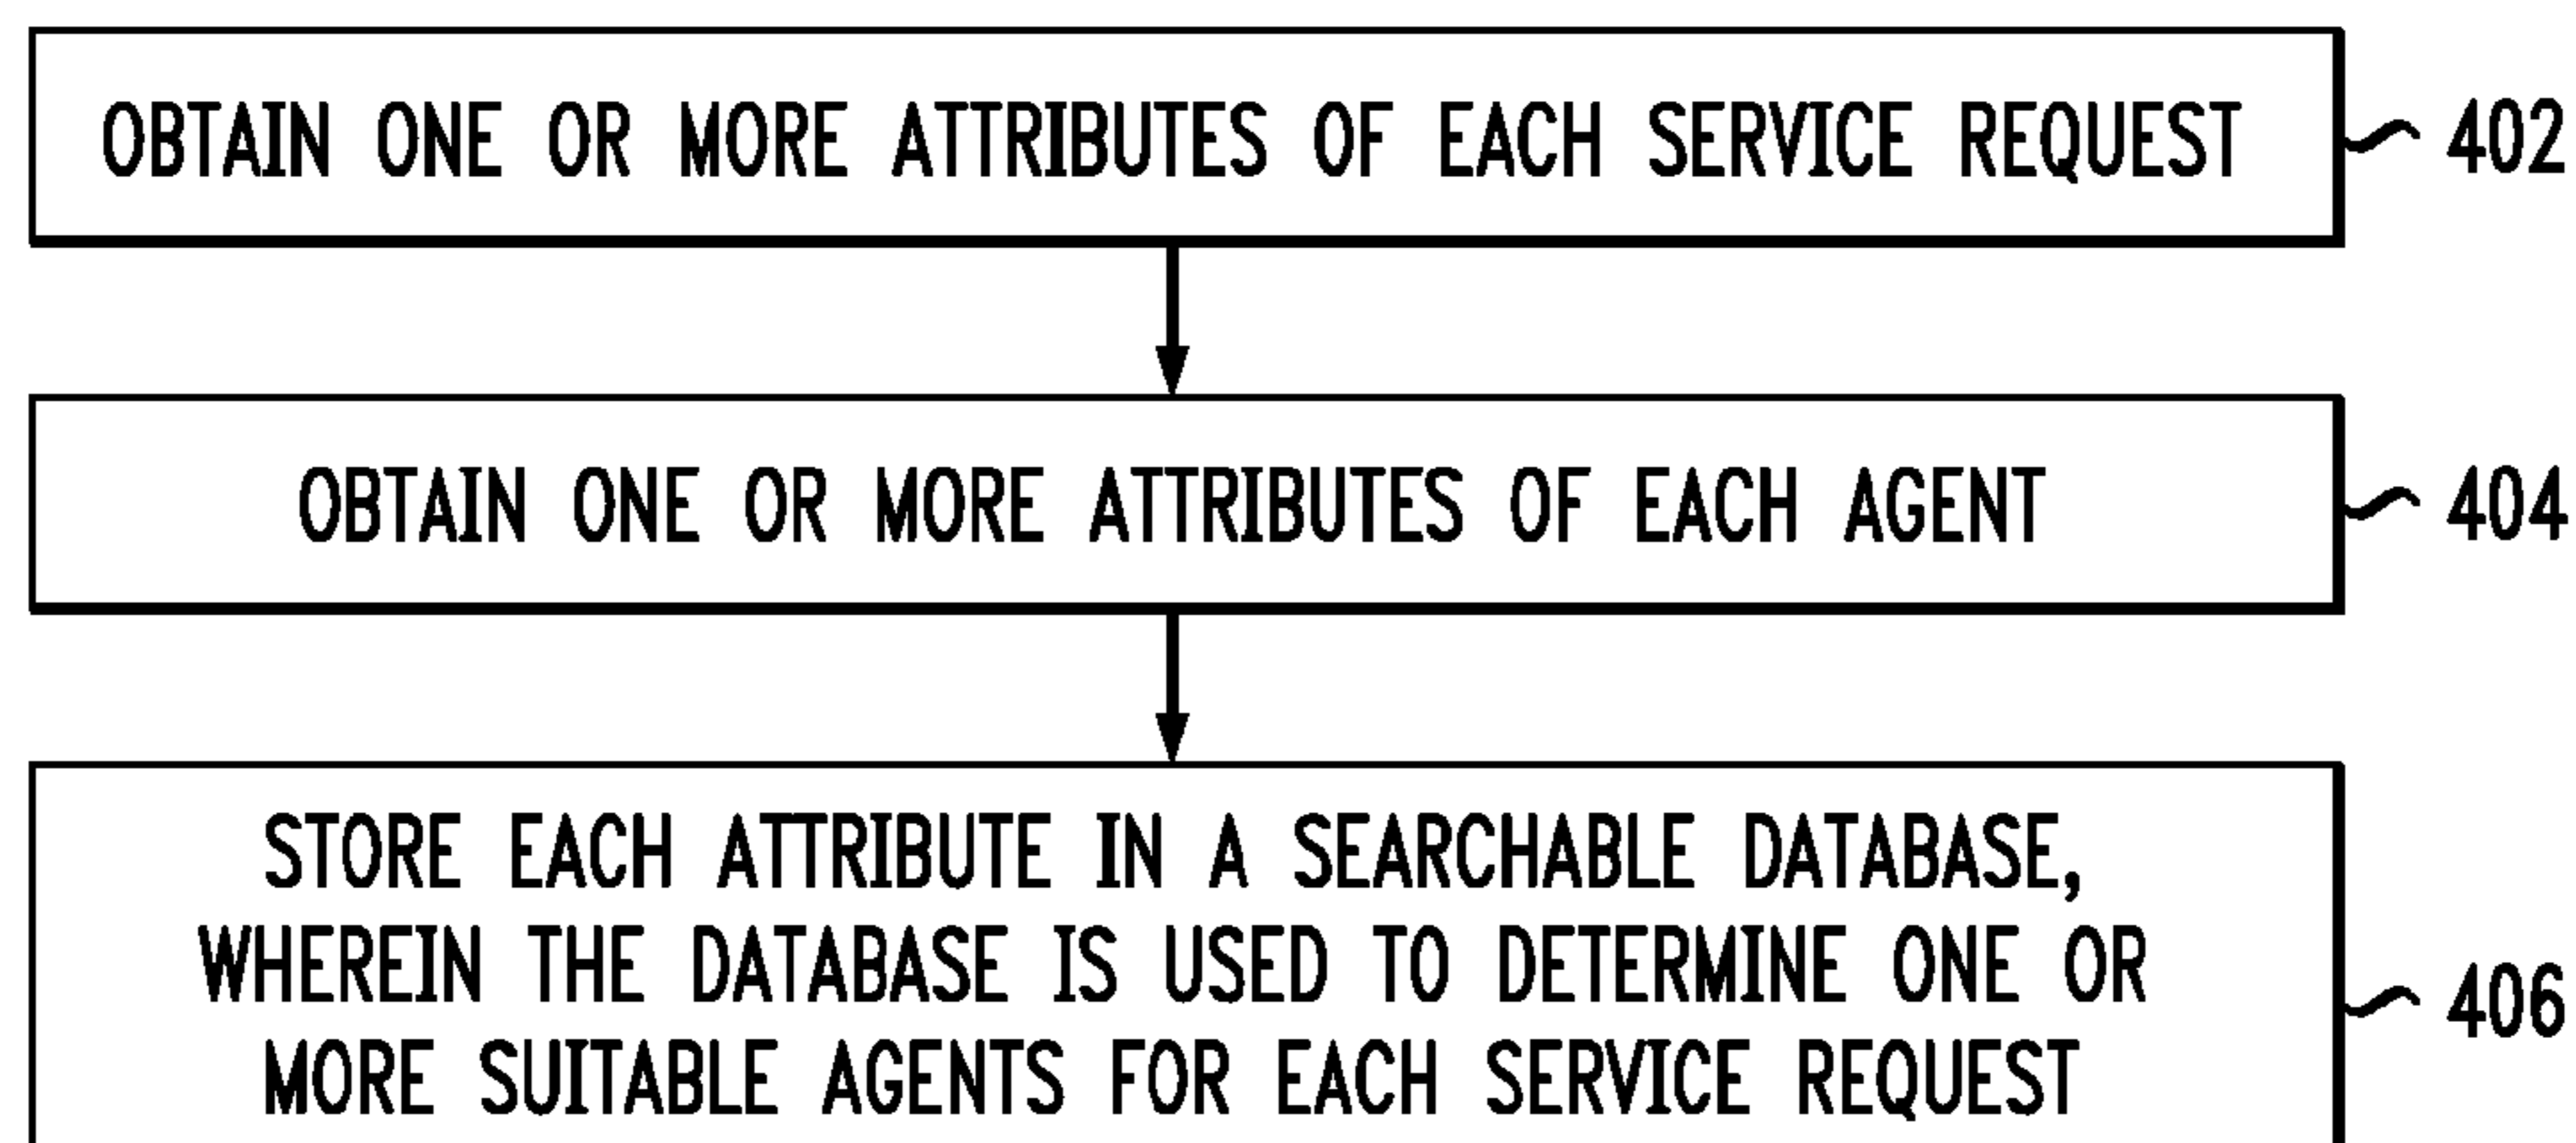 OBTAIN ONE OR MORE ATTRIBUTES OF EACH SERVICE REQUEST
402
OBTAIN ONE OR MORE ATTRIBUTES OF EACH AGENT
404
STORE EACH ATTRIBUTE IN A SEARCHABLE DATABASE,
WHEREIN THE DATABASE IS USED TO DETERMINE ONE OR
MORE SUITABLE AGENTS FOR EACH SERVICE REQUEST
406